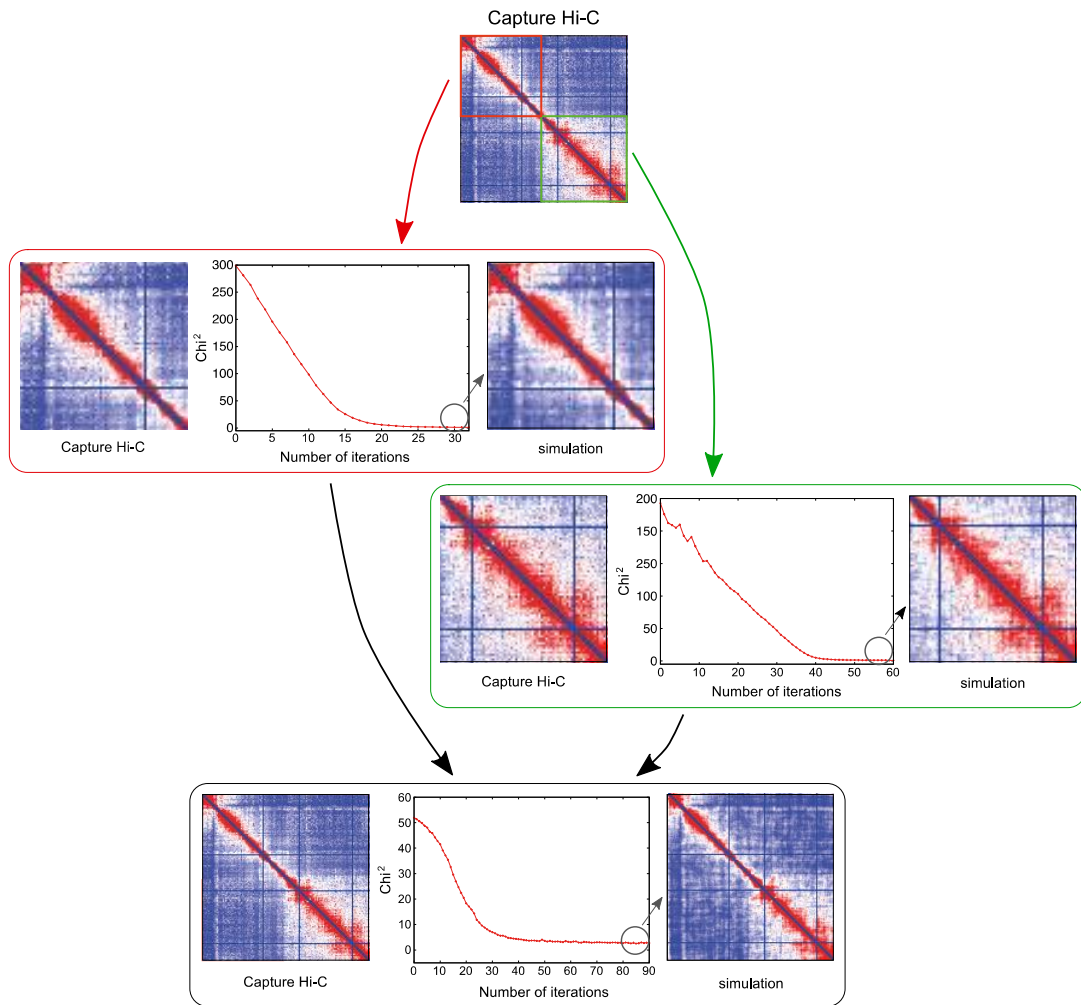 Capture Hi-C
300
250
200
150
100
50
0
Chi2
0 5 10 15 20 25 30
Number of iterations
Capture Hi-C
simulation
200
150
250
100
50
0
Chi2
0 10 20 30 40 50 60
Number of iterations
Capture Hi-C
simulation
60
50
40
30
20
10
0
Chi2
0 10 20 30 40 50 60 70 80 90
Number of iterations
Capture Hi-C
simulation